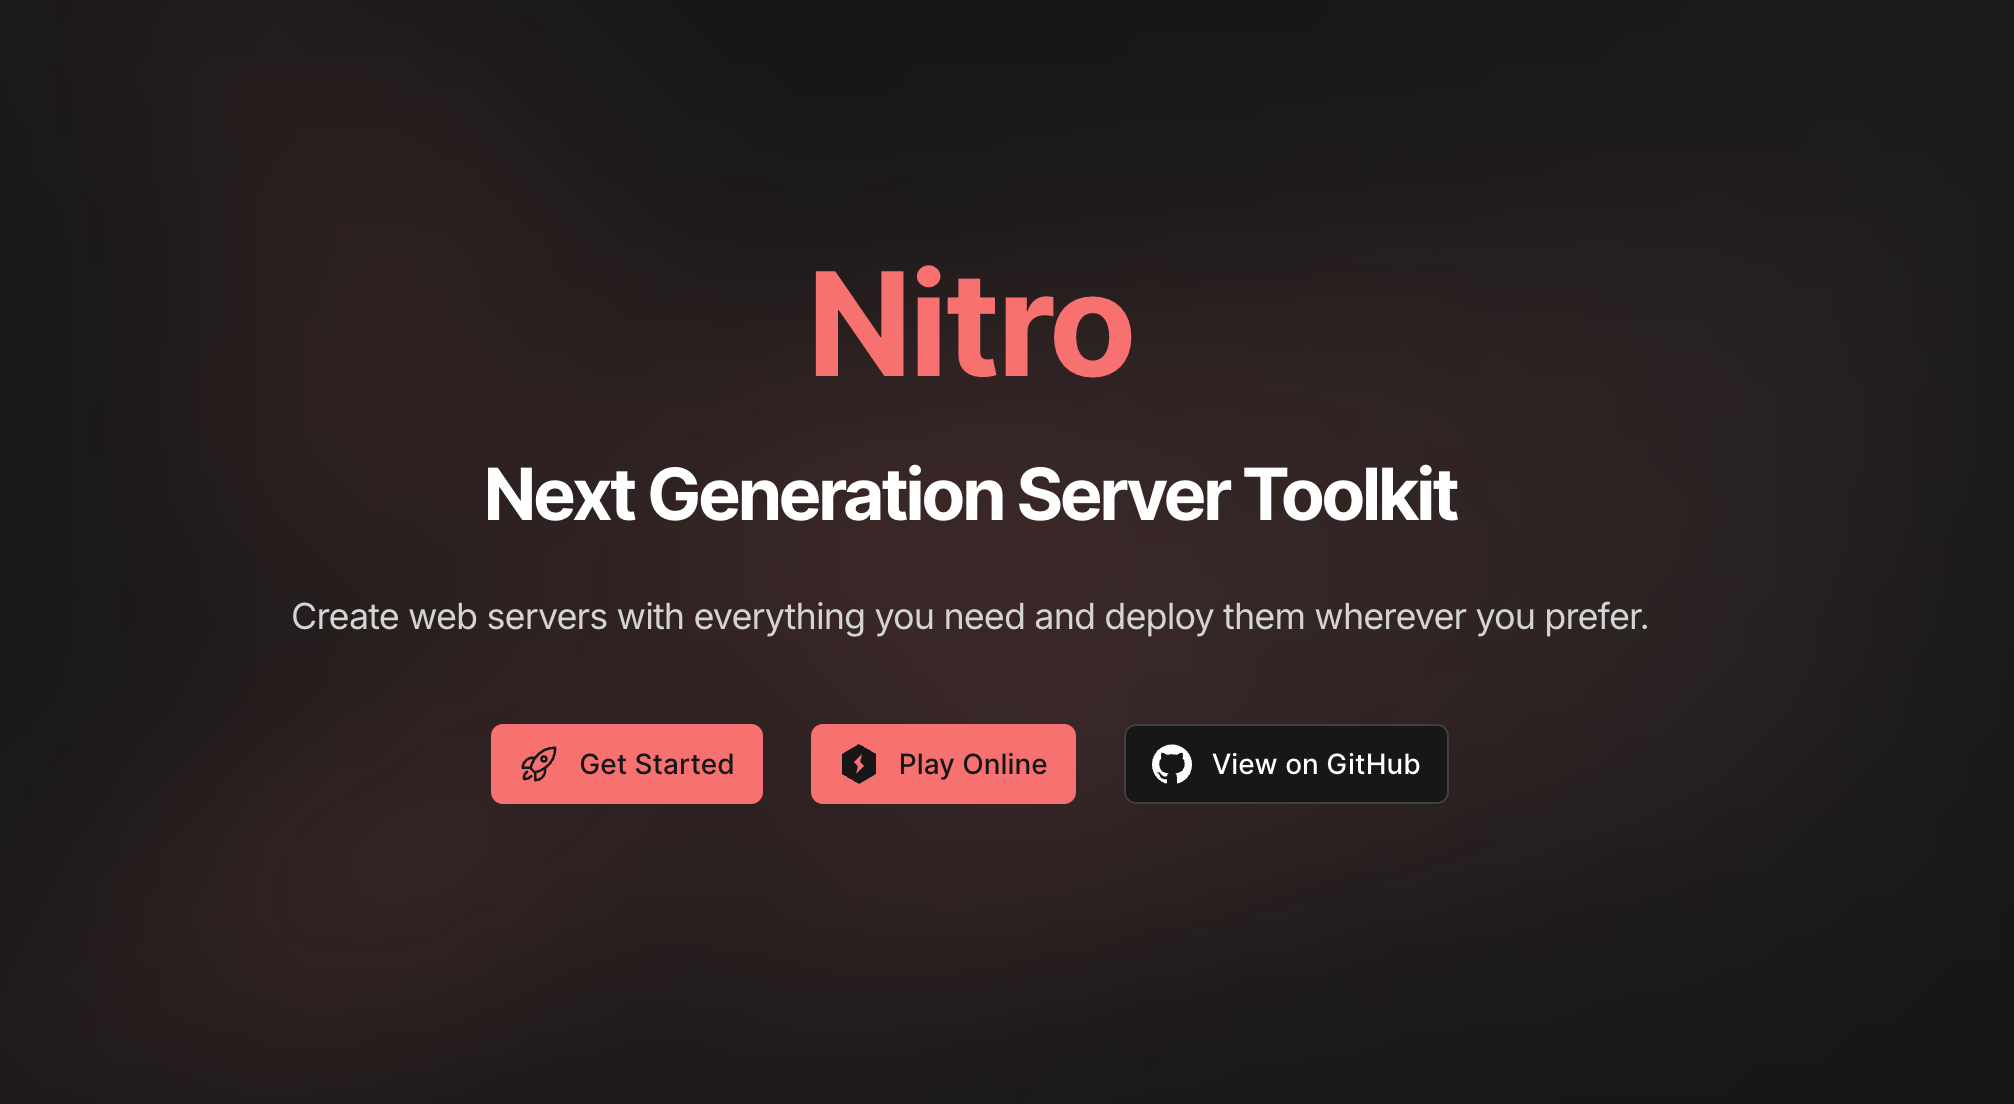 Nitro
Next Generation Server Toolkit
Create web servers with everything you need and deploy them wherever you prefer.
Get Started
Play Online
View on GitHub